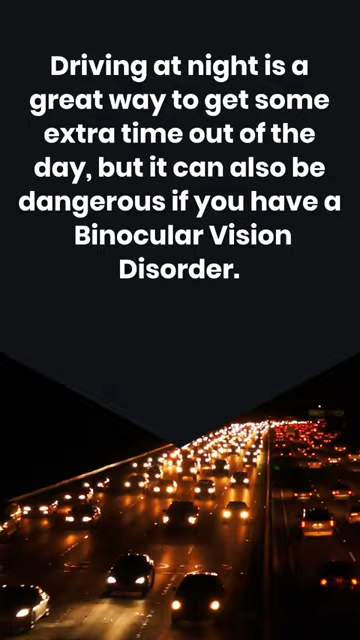 Driving at night is a
great way to get some
extra time out of the
day, but it can also be
dangerous if you have a
Binocular Vision
Disorder.